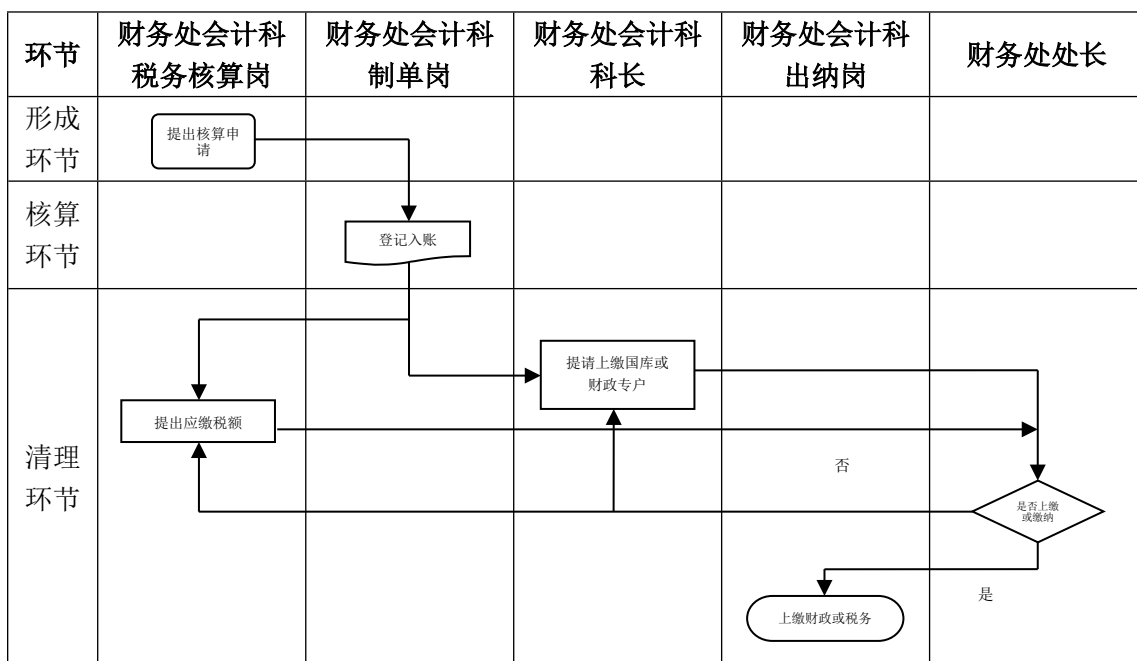 环节
财务处会计科
税务核算岗
财务处会计科
制单岗
财务处会计科
科长
财务处会计科
出纳岗
财务处处长
形成
环节
提出核算申
请
核算
环节
登记入账
清理
环节
提请上缴国库或
财政专户
提出应缴税额
否
是否上缴
或缴纳
是
上缴财政或税务